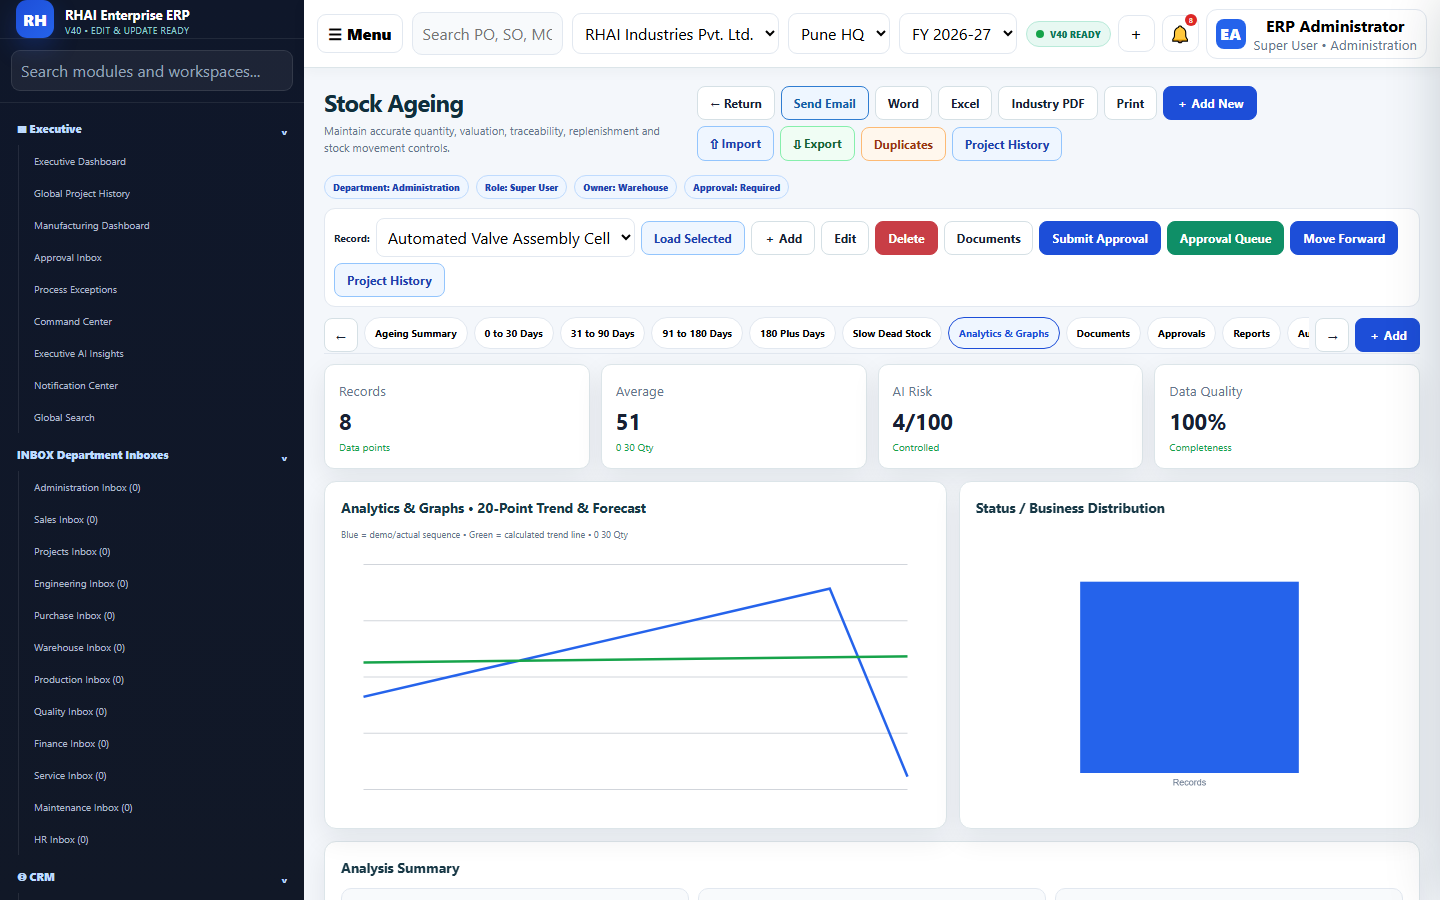 RH
RHAI Enterprise ERP
V40 • EDIT & UPDATE READY
Search modules and workspaces...
Executive
Executive Dashboard
Global Project History
Manufacturing Dashboard
Approval Inbox
Process Exceptions
Command Center
Executive AI Insights
Notification Center
Global Search
INBOX Department Inboxes
Administration Inbox (0)
Sales Inbox (0)
Projects Inbox (0)
Engineering Inbox (0)
Purchase Inbox (0)
Warehouse Inbox (0)
Production Inbox (0)
Quality Inbox (0)
Finance Inbox (0)
Service Inbox (0)
Maintenance Inbox (0)
HR Inbox (0)
CRM
☰ Menu
Search PO, SO, MO
RHAI Industries Pvt. Ltd.
Pune HQ
FY 2026-27
V40 READY
+
8
EA
ERP Administrator
Super User • Administration
Stock Ageing
Maintain accurate quantity, valuation, traceability, replenishment and
stock movement controls.
← Return
Send Email
Word
Excel
Industry PDF
Print
+ Add New
⇧ Import
⇩ Export
Duplicates
Project History
Department: Administration
Role: Super User
Owner: Warehouse
Approval: Required
Record:
Automated Valve Assembly Cell
Load Selected
+ Add
Edit
Delete
Documents
Submit Approval
Approval Queue
Move Forward
Project History
←
Ageing Summary
0 to 30 Days
31 to 90 Days
91 to 180 Days
180 Plus Days
Slow Dead Stock
Analytics & Graphs
Documents
Approvals
Reports
Au
→
+ Add
Records
8
Data points
Average
51
0 30 Qty
AI Risk
4/100
Controlled
Data Quality
100%
Completeness
Analytics & Graphs • 20-Point Trend & Forecast
Blue = demo/actual sequence • Green = calculated trend line • 0 30 Qty
Status / Business Distribution
Records
Analysis Summary